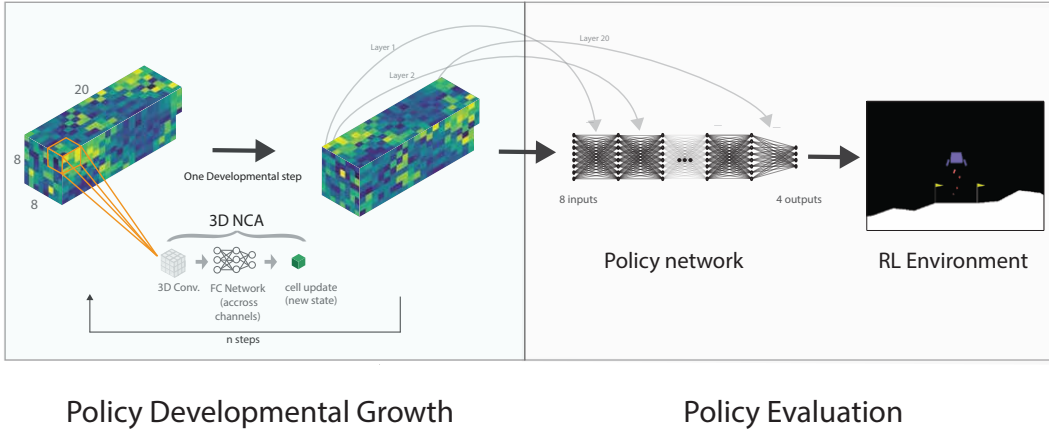 Layer 1
Layer 20
Layer 2
20
8
8
One Developmental step
3D NCA
3D Conv.
FC Network
(accross
channels)
cell update
(new state)
n steps
...
...
8 inputs
4 outputs
Policy network
RL Environment
Policy Developmental Growth
Policy Evaluation